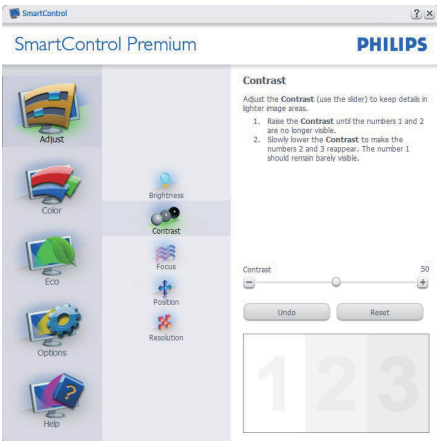 SmartControl
SmartControl Premium
PHILIPS
Adjust
Color
Eco
Options
Help
Brightness
Contrast
Focus
Position
Resolution
Contrast
Adjust the Contrast (use the slider) to keep details in
lighter image areas.
1. Raise the Contrast until the numbers 1 and 2
are no longer visible.
2. Slowly lower the Contrast to make the
numbers 2 and 3 reappear. The number 1
should remain barely visible.
Contrast 50
Undo Reset
1 2 3